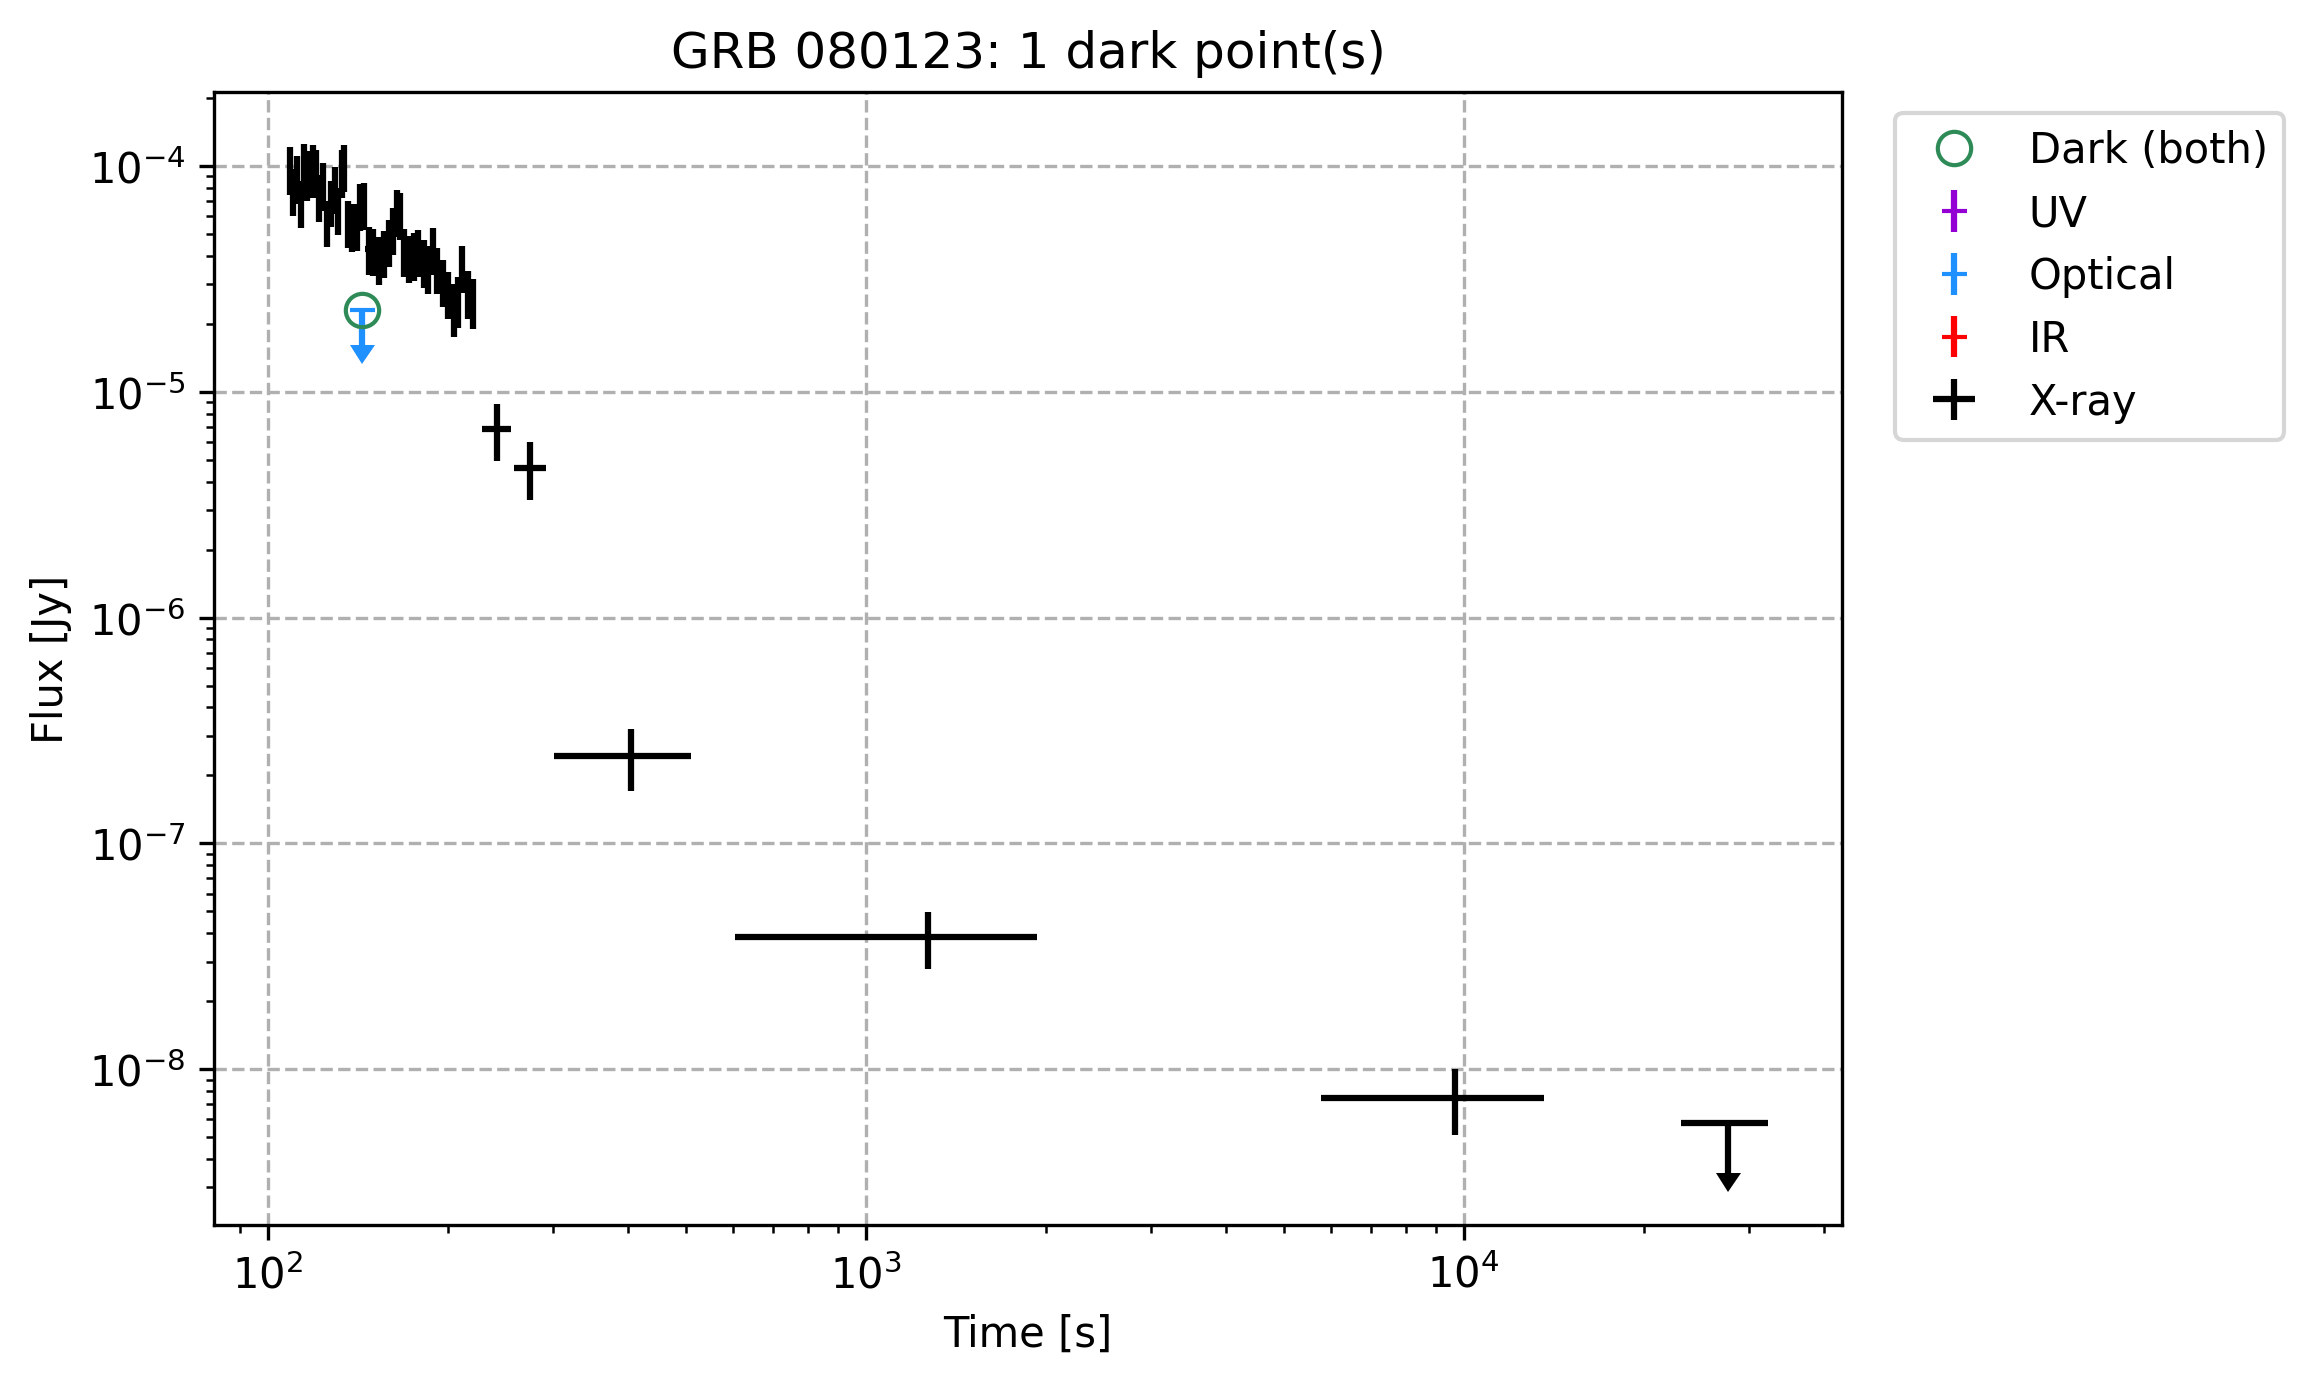 GRB 080123: 1 dark point(s)
Dark (both)
UV
Optical
IR
X-ray
Flux [Jy]
10⁻⁴
10⁻⁵
10⁻⁶
10⁻⁷
10⁻⁸
10² 10³ 10⁴
Time [s]